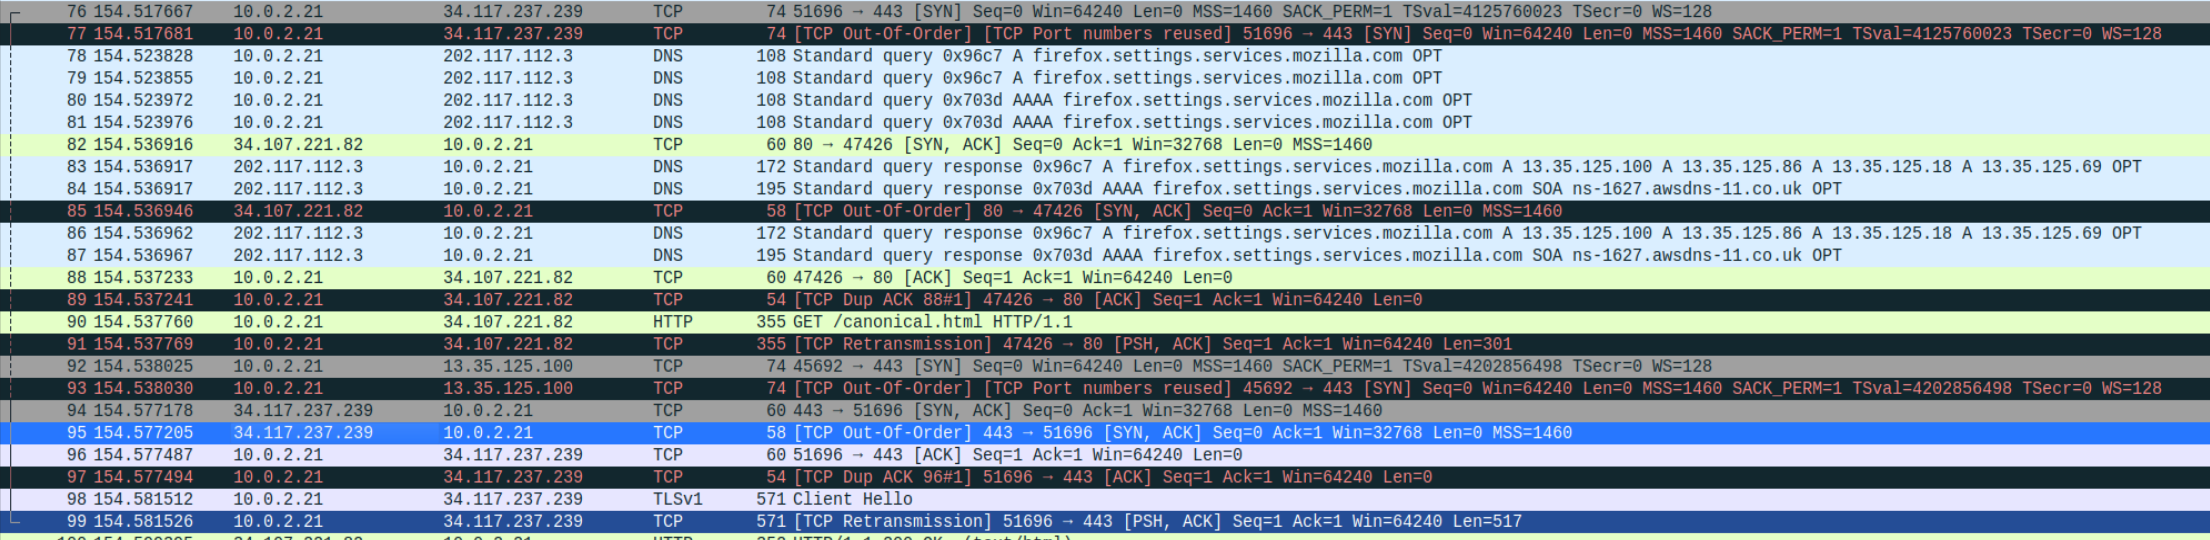 76 154.517667 10.0.2.21 34.117.237.239 TCP 74 51696 → 443 [SYN] Seq=0 Win=64240 Len=0 MSS=1460 SACK_PERM=1 TSval=4125760023 TSecr=0 WS=128
77 154.517681 10.0.2.21 34.117.237.239 TCP 74 [TCP Out-Of-Order] [TCP Port numbers reused] 51696 → 443 [SYN] Seq=0 Win=64240 Len=0 MSS=1460 SACK_PERM=1 TSval=4125760023 TSecr=0 WS=128
78 154.523828 10.0.2.21 202.117.112.3 DNS 108 Standard query 0x96c7 A firefox.settings.services.mozilla.com OPT
79 154.523855 10.0.2.21 202.117.112.3 DNS 108 Standard query 0x96c7 A firefox.settings.services.mozilla.com OPT
80 154.523972 10.0.2.21 202.117.112.3 DNS 108 Standard query 0x703d AAAA firefox.settings.services.mozilla.com OPT
81 154.523976 10.0.2.21 202.117.112.3 DNS 108 Standard query 0x703d AAAA firefox.settings.services.mozilla.com OPT
82 154.536916 34.107.221.82 10.0.2.21 TCP 60 80 → 47426 [SYN, ACK] Seq=0 Ack=1 Win=32768 Len=0 MSS=1460
83 154.536917 202.117.112.3 10.0.2.21 DNS 172 Standard query response 0x96c7 A firefox.settings.services.mozilla.com A 13.35.125.100 A 13.35.125.86 A 13.35.125.18 A 13.35.125.69 OPT
84 154.536917 202.117.112.3 10.0.2.21 DNS 195 Standard query response 0x703d AAAA firefox.settings.services.mozilla.com SOA ns-1627.awsdns-11.co.uk OPT
85 154.536946 34.107.221.82 10.0.2.21 TCP 58 [TCP Out-Of-Order] 80 → 47426 [SYN, ACK] Seq=0 Ack=1 Win=32768 Len=0 MSS=1460
86 154.536962 202.117.112.3 10.0.2.21 DNS 172 Standard query response 0x96c7 A firefox.settings.services.mozilla.com A 13.35.125.100 A 13.35.125.86 A 13.35.125.18 A 13.35.125.69 OPT
87 154.536967 202.117.112.3 10.0.2.21 DNS 195 Standard query response 0x703d AAAA firefox.settings.services.mozilla.com SOA ns-1627.awsdns-11.co.uk OPT
88 154.537233 10.0.2.21 34.107.221.82 TCP 60 47426 → 80 [ACK] Seq=1 Ack=1 Win=64240 Len=0
89 154.537241 10.0.2.21 34.107.221.82 TCP 54 [TCP Dup ACK 88#1] 47426 → 80 [ACK] Seq=1 Ack=1 Win=64240 Len=0
90 154.537760 10.0.2.21 34.107.221.82 HTTP 355 GET /canonical.html HTTP/1.1
91 154.537769 10.0.2.21 34.107.221.82 TCP 355 [TCP Retransmission] 47426 → 80 [PSH, ACK] Seq=1 Ack=1 Win=64240 Len=301
92 154.538025 10.0.2.21 13.35.125.100 TCP 74 45692 → 443 [SYN] Seq=0 Win=64240 Len=0 MSS=1460 SACK_PERM=1 TSval=4202856498 TSecr=0 WS=128
93 154.538030 10.0.2.21 13.35.125.100 TCP 74 [TCP Out-Of-Order] [TCP Port numbers reused] 45692 → 443 [SYN] Seq=0 Win=64240 Len=0 MSS=1460 SACK_PERM=1 TSval=4202856498 TSecr=0 WS=128
94 154.577178 34.117.237.239 10.0.2.21 TCP 60 443 → 51696 [SYN, ACK] Seq=0 Ack=1 Win=32768 Len=0 MSS=1460
95 154.577205 34.117.237.239 10.0.2.21 TCP 58 [TCP Out-Of-Order] 443 → 51696 [SYN, ACK] Seq=0 Ack=1 Win=32768 Len=0 MSS=1460
96 154.577487 10.0.2.21 34.117.237.239 TCP 60 51696 → 443 [ACK] Seq=1 Ack=1 Win=64240 Len=0
97 154.577494 10.0.2.21 34.117.237.239 TCP 54 [TCP Dup ACK 96#1] 51696 → 443 [ACK] Seq=1 Ack=1 Win=64240 Len=0
98 154.581512 10.0.2.21 34.117.237.239 TLSv1 571 Client Hello
99 154.581526 10.0.2.21 34.117.237.239 TCP 571 [TCP Retransmission] 51696 → 443 [PSH, ACK] Seq=1 Ack=1 Win=64240 Len=517